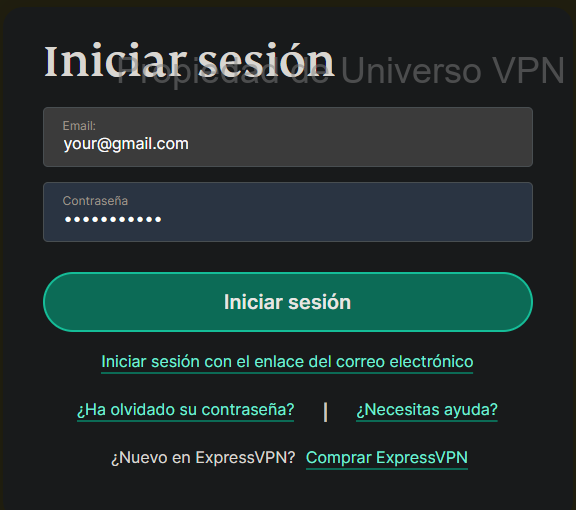 Iniciar sesión
Propiedad de Universo VPN
Email:
your@gmail.com
Contraseña
•••••••••••
Iniciar sesión
Iniciar sesión con el enlace del correo electrónico
¿Ha olvidado su contraseña? | ¿Necesitas ayuda?
¿Nuevo en ExpressVPN? Comprar ExpressVPN